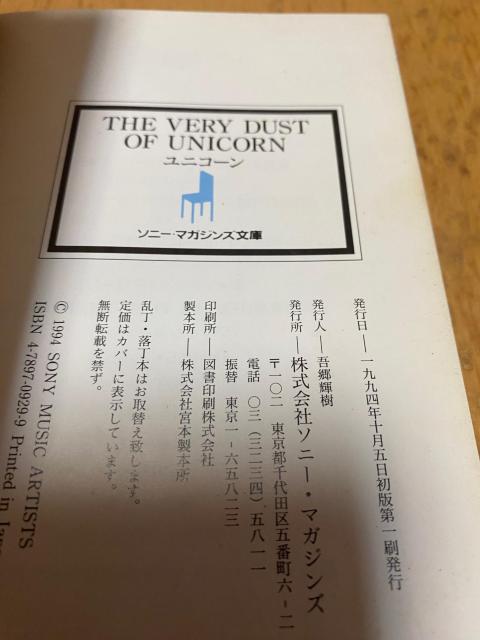 THE VERY DUST
OF UNICORN
ユニコーン
ソニー・マガジンズ文庫
発行日――一九九四年十月五日初版第一刷発行
発行人――吾郷輝樹
発行所――株式会社ソニー・マガジンズ
〒一〇二 東京都千代田区五番町六−二
電話 〇三(三二三四)五八一一
振替 東京一−六五八二三
印刷所――図書印刷株式会社
製本所――株式会社宮本製本所
乱丁・落丁本はお取替え致します。
定価はカバーに表示しています。
無断転載を禁ず。
© 1994 SONY MUSIC ARTISTS
ISBN 4-7897-0929-9 Printed in